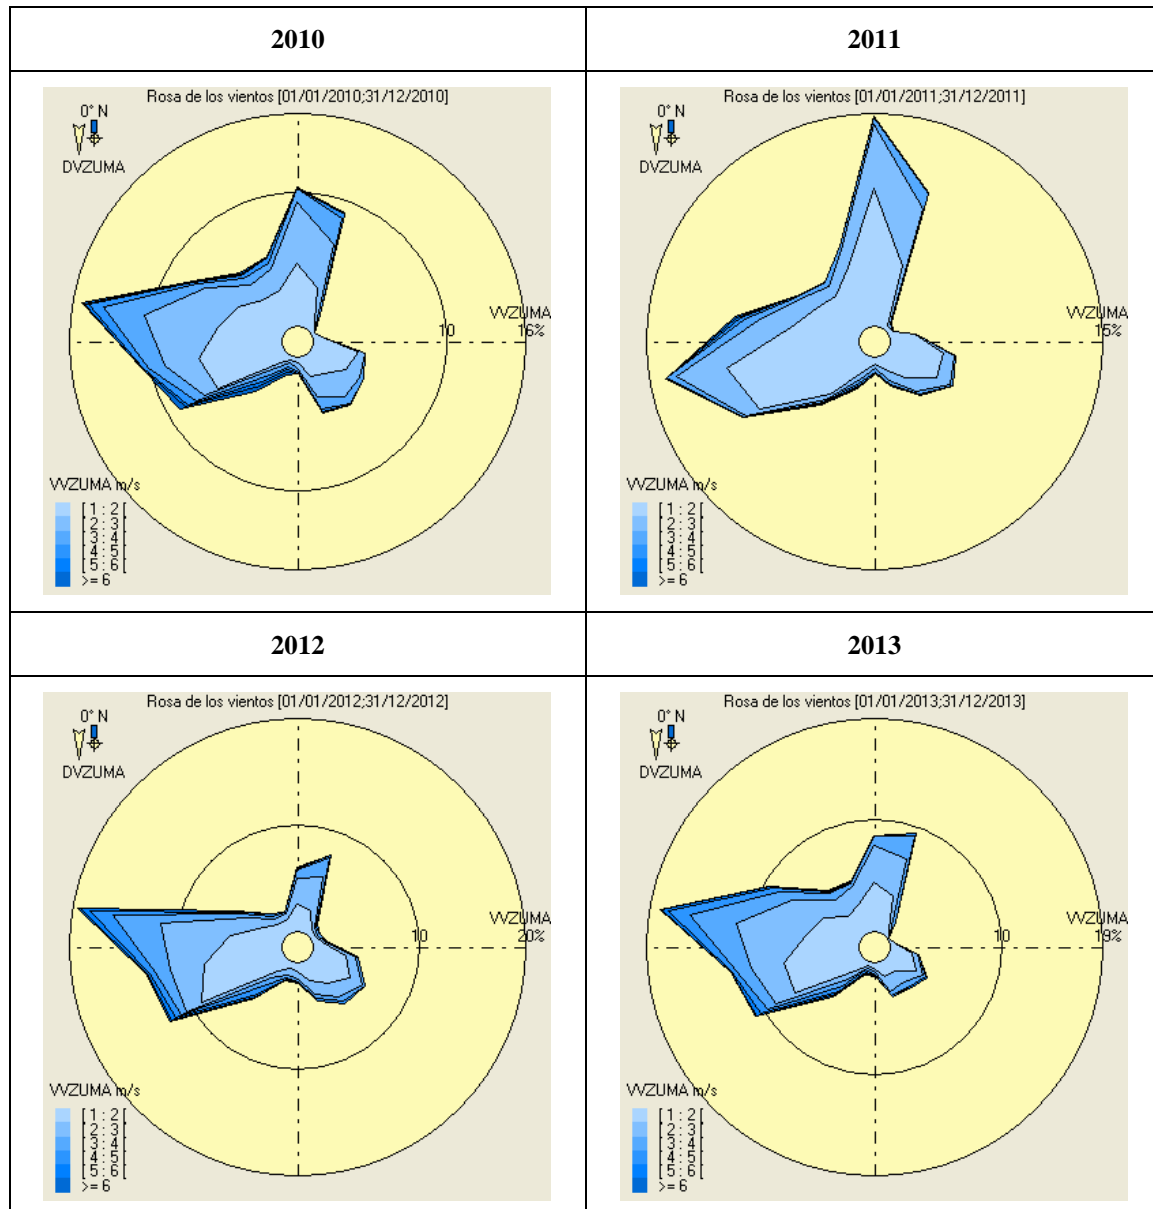 2010
2011
Rosa de los vientos [01/01/2010;31/12/2010]
0° N
DVZUMA
VVZUMA
10
16%
VVZUMA m/s
[ 1 : 2 [
[ 2 : 3 [
[ 3 : 4 [
[ 4 : 5 [
[ 5 : 6 [
>= 6
Rosa de los vientos [01/01/2011;31/12/2011]
0° N
DVZUMA
VVZUMA
15%
VVZUMA m/s
[ 1 : 2 [
[ 2 : 3 [
[ 3 : 4 [
[ 4 : 5 [
[ 5 : 6 [
>= 6
2012
2013
Rosa de los vientos [01/01/2012;31/12/2012]
0° N
DVZUMA
VVZUMA
10
20%
VVZUMA m/s
[ 1 : 2 [
[ 2 : 3 [
[ 3 : 4 [
[ 4 : 5 [
[ 5 : 6 [
>= 6
Rosa de los vientos [01/01/2013;31/12/2013]
0° N
DVZUMA
VVZUMA
10
19%
VVZUMA m/s
[ 1 : 2 [
[ 2 : 3 [
[ 3 : 4 [
[ 4 : 5 [
[ 5 : 6 [
>= 6